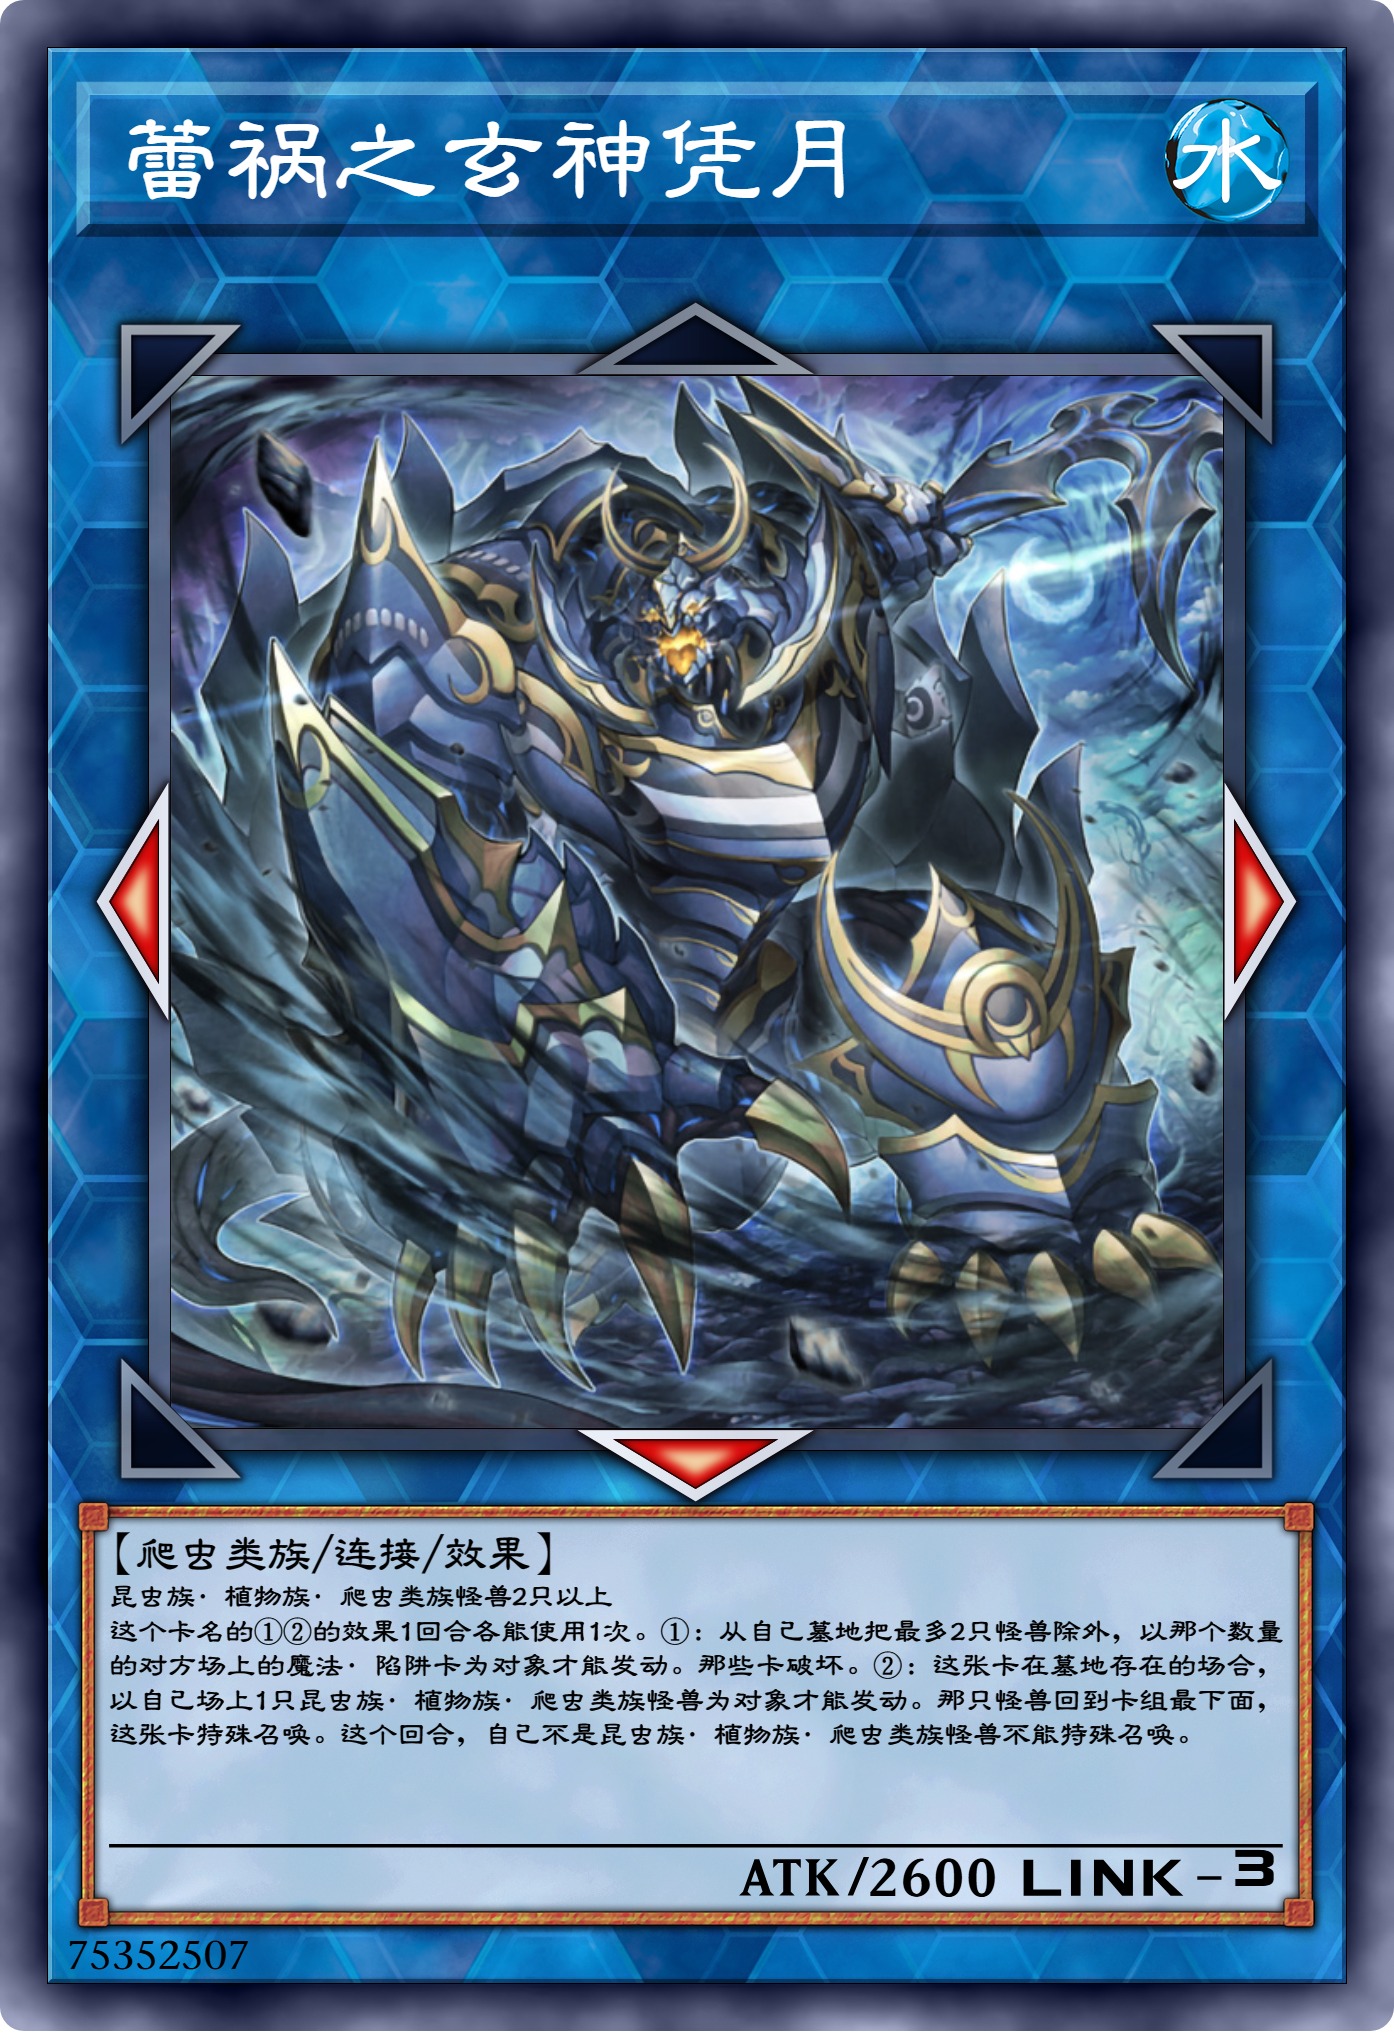 蕾祸之玄神凭月
水
【爬虫类族/连接/效果】
昆虫族·植物族·爬虫类族怪兽2只以上
这个卡名的①②的效果1回合各能使用1次。①：从自己墓地把最多2只怪兽除外，以那个数量
的对方场上的魔法·陷阱卡为对象才能发动。那些卡破坏。②：这张卡在墓地存在的场合，
以自己场上1只昆虫族·植物族·爬虫类族怪兽为对象才能发动。那只怪兽回到卡组最下面，
这张卡特殊召唤。这个回合，自己不是昆虫族·植物族·爬虫类族怪兽不能特殊召唤。
ATK/2600 LINK-3
75352507